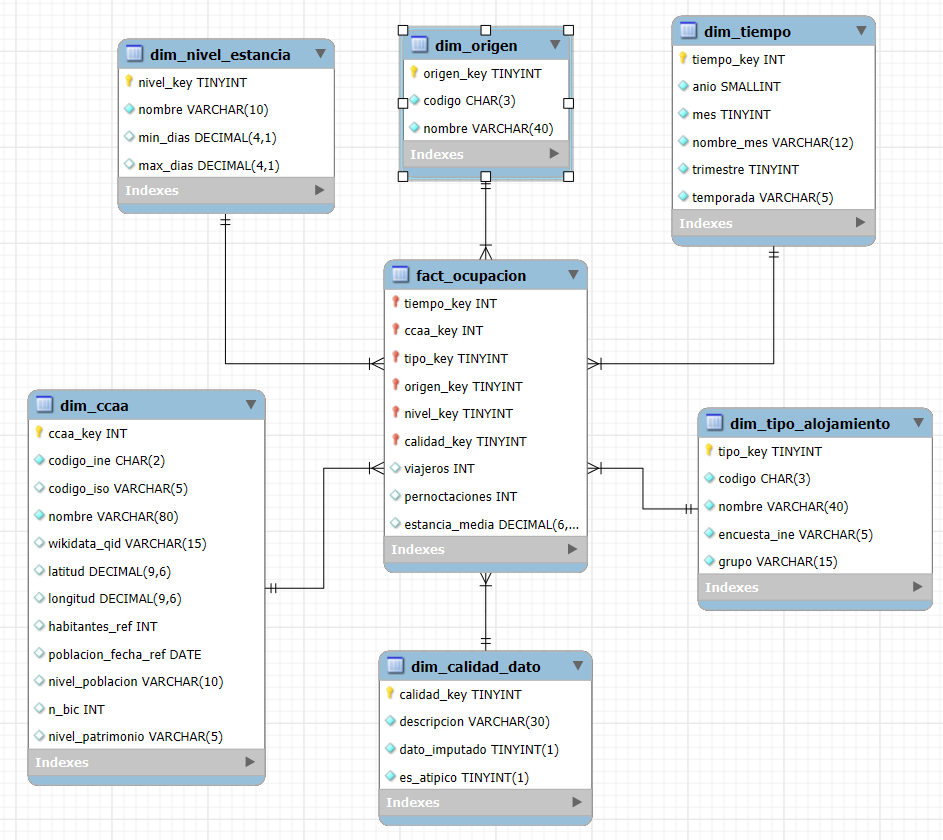 dim_nivel_estancia
nivel_key TINYINT
nombre VARCHAR(10)
min_dias DECIMAL(4,1)
max_dias DECIMAL(4,1)
Indexes
dim_origen
origen_key TINYINT
codigo CHAR(3)
nombre VARCHAR(40)
Indexes
dim_tiempo
tiempo_key INT
anio SMALLINT
mes TINYINT
nombre_mes VARCHAR(12)
trimestre TINYINT
temporada VARCHAR(5)
Indexes
fact_ocupacion
tiempo_key INT
ccaa_key INT
tipo_key TINYINT
origen_key TINYINT
nivel_key TINYINT
calidad_key TINYINT
viajeros INT
pernoctaciones INT
estancia_media DECIMAL(6,...
Indexes
dim_ccaa
ccaa_key INT
codigo_ine CHAR(2)
codigo_iso VARCHAR(5)
nombre VARCHAR(80)
wikidata_qid VARCHAR(15)
latitud DECIMAL(9,6)
longitud DECIMAL(9,6)
habitantes_ref INT
poblacion_fecha_ref DATE
nivel_poblacion VARCHAR(10)
n_bic INT
nivel_patrimonio VARCHAR(5)
Indexes
dim_tipo_alojamiento
tipo_key TINYINT
codigo CHAR(3)
nombre VARCHAR(40)
encuesta_ine VARCHAR(5)
grupo VARCHAR(15)
Indexes
dim_calidad_dato
calidad_key TINYINT
descripcion VARCHAR(30)
dato_imputado TINYINT(1)
es_atipico TINYINT(1)
Indexes